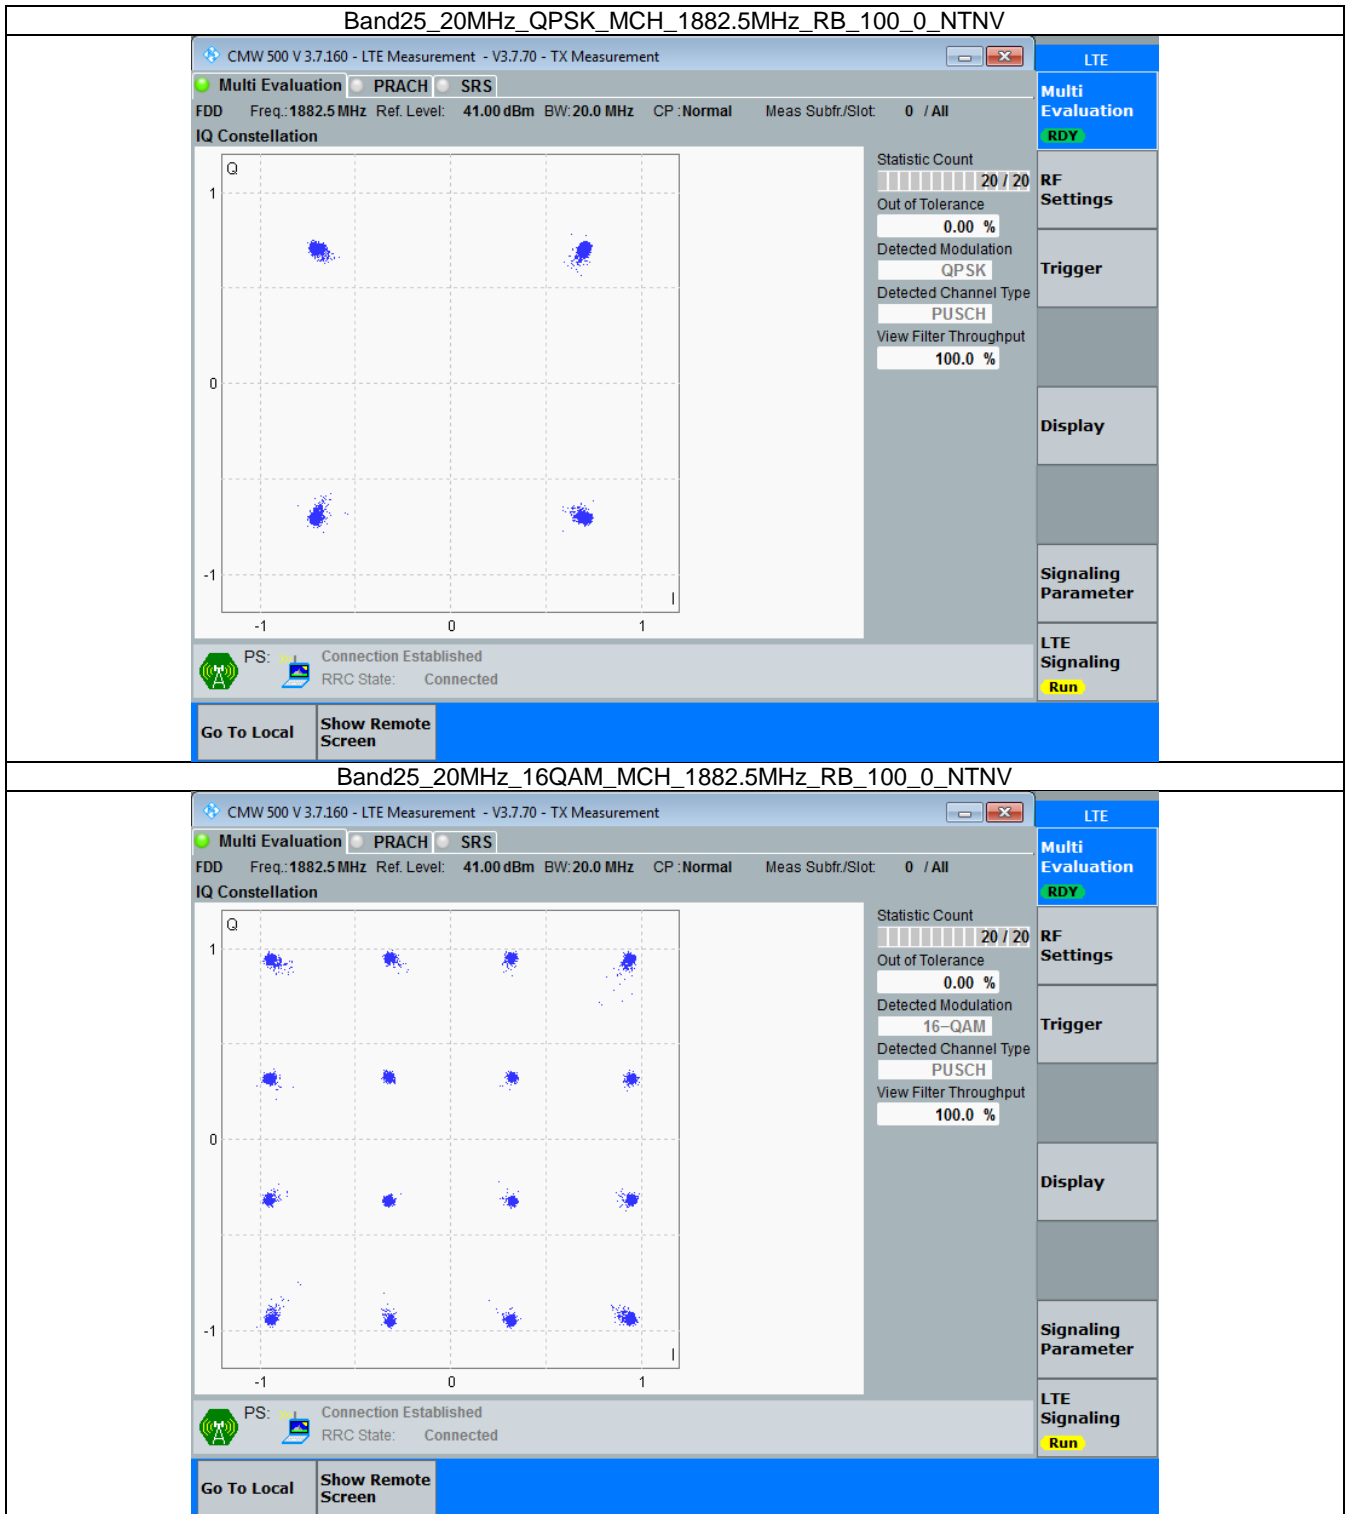 Band25_20MHz_QPSK_MCH_1882.5MHz_RB_100_0_NTNV
CMW 500 V 3.7.160 - LTE Measurement - V3.7.70 - TX Measurement
LTE
Multi Evaluation PRACH SRS
Multi
Evaluation
RDY
FDD Freq.:1882.5 MHz Ref. Level: 41.00 dBm BW:20.0 MHz CP :Normal Meas Subfr./Slot: 0 / All
IQ Constellation
Q
1
0
-1
I
-1 0 1
Statistic Count
20 / 20
Out of Tolerance
0.00 %
Detected Modulation
QPSK
Detected Channel Type
PUSCH
View Filter Throughput
100.0 %
RF
Settings
Trigger
Display
Signaling
Parameter
LTE
Signaling
Run
PS: Connection Established
RRC State: Connected
Go To Local
Show Remote
Screen
Band25_20MHz_16QAM_MCH_1882.5MHz_RB_100_0_NTNV
CMW 500 V 3.7.160 - LTE Measurement - V3.7.70 - TX Measurement
LTE
Multi Evaluation PRACH SRS
Multi
Evaluation
RDY
FDD Freq.:1882.5 MHz Ref. Level: 41.00 dBm BW:20.0 MHz CP :Normal Meas Subfr./Slot: 0 / All
IQ Constellation
Q
1
0
-1
I
-1 0 1
Statistic Count
20 / 20
Out of Tolerance
0.00 %
Detected Modulation
16-QAM
Detected Channel Type
PUSCH
View Filter Throughput
100.0 %
RF
Settings
Trigger
Display
Signaling
Parameter
LTE
Signaling
Run
PS: Connection Established
RRC State: Connected
Go To Local
Show Remote
Screen